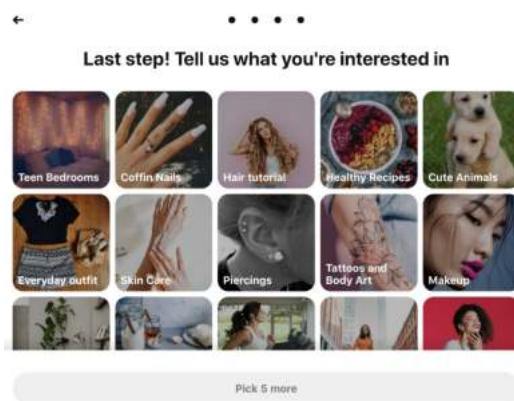 Last step! Tell us what you're interested in
Teen Bedrooms
Coffin Nails
Hair tutorial
Healthy Recipes
Cute Animals
Everyday outfit
Skin Care
Piercings
Tattoos and
Body Art
Makeup
Pick 5 more